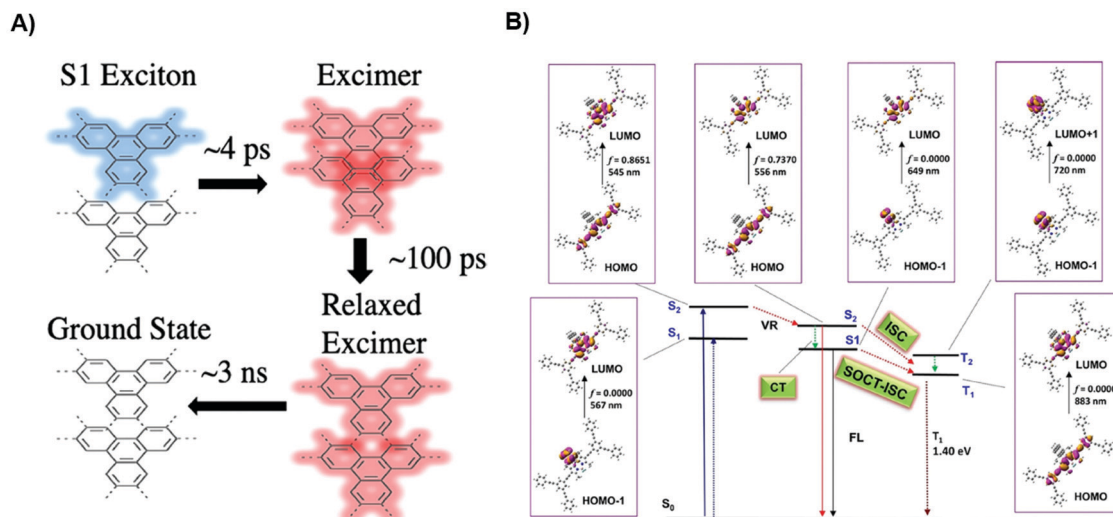 A)
S1 Exciton
Excimer
~4 ps
~100 ps
Relaxed
Excimer
Ground State
~3 ns
B)
LUMO
f = 0.8651
545 nm
HOMO
LUMO
f = 0.7370
556 nm
HOMO
LUMO
f = 0.0000
649 nm
HOMO-1
LUMO+1
f = 0.0000
720 nm
HOMO-1
LUMO
f = 0.0000
567 nm
HOMO-1
S2
S1
VR
S2
S1
ISC
CT
SOCT-ISC
T2
T1
FL
T1
1.40 eV
S0
LUMO
f = 0.0000
883 nm
HOMO